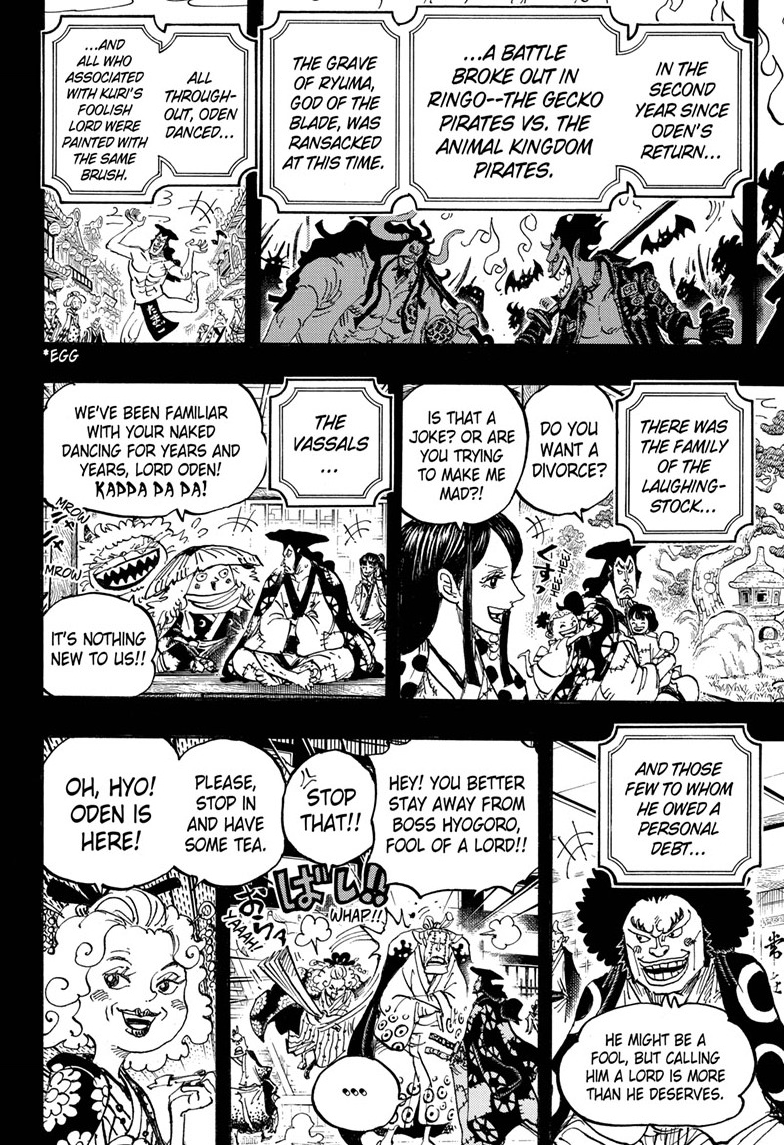 IN THE
SECOND
YEAR SINCE
ODEN'S
RETURN...
...A BATTLE
BROKE OUT IN
RINGO--THE GECKO
PIRATES VS. THE
ANIMAL KINGDOM
PIRATES.
THE GRAVE
OF RYUMA,
GOD OF THE
BLADE, WAS
RANSACKED
AT THIS TIME.
ALL
THROUGH-
OUT, ODEN
DANCED...
...AND
ALL WHO
ASSOCIATED
WITH KURI'S
FOOLISH
LORD WERE
PAINTED WITH
THE SAME
BRUSH.
*EGG
THERE WAS
THE FAMILY
OF THE
LAUGHING-
STOCK...
DO YOU
WANT A
DIVORCE?
IS THAT A
JOKE? OR ARE
YOU TRYING
TO MAKE ME
MAD?!
HEE-HEE!
THE
VASSALS
...
WE'VE BEEN FAMILIAR
WITH YOUR NAKED
DANCING FOR YEARS AND
YEARS, LORD ODEN!
KADDA DA DA!
MROW
MROW
IT'S NOTHING
NEW TO US!!
AND THOSE
FEW TO WHOM
HE OWED A
PERSONAL
DEBT...
HE MIGHT BE A
FOOL, BUT CALLING
HIM A LORD IS MORE
THAN HE DESERVES.
HEY! YOU BETTER
STAY AWAY FROM
BOSS HYOGORO,
FOOL OF A LORD!!
STOP
THAT!!
ばし!!
WHAP!!
YAAAH!
...
PLEASE,
STOP IN
AND HAVE
SOME TEA.
OH, HYO!
ODEN IS
HERE!